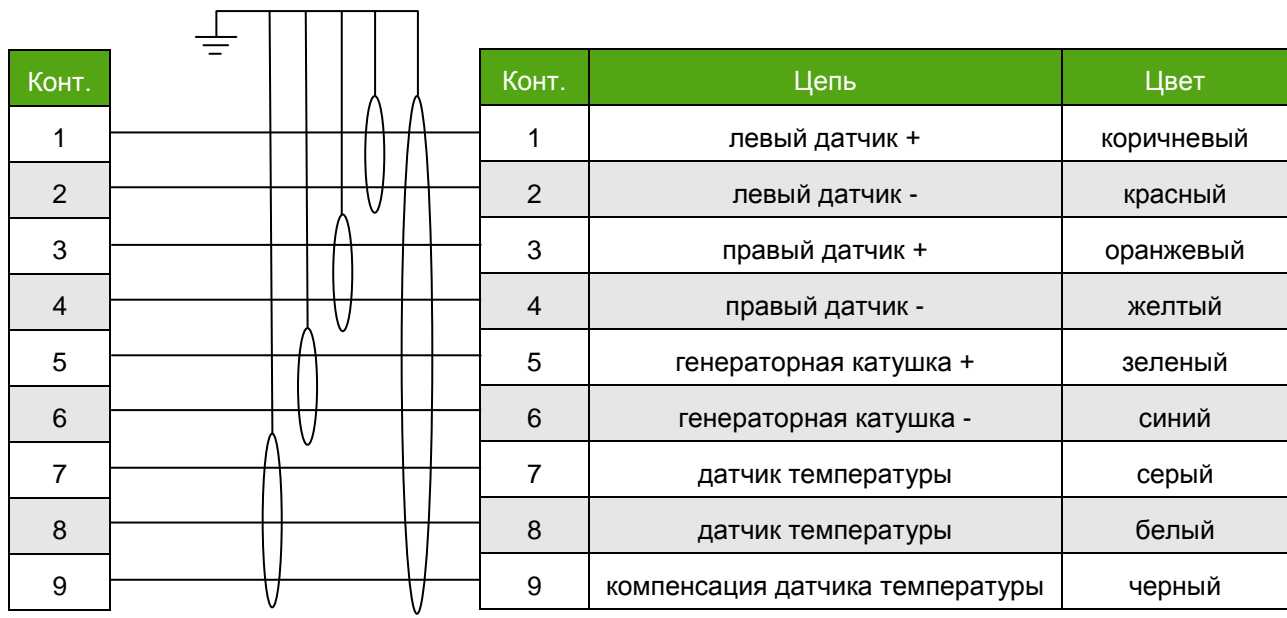 Конт. Конт. Цепь Цвет
1 1 левый датчик + коричневый
2 2 левый датчик - красный
3 3 правый датчик + оранжевый
4 4 правый датчик - желтый
5 5 генераторная катушка + зеленый
6 6 генераторная катушка - синий
7 7 датчик температуры серый
8 8 датчик температуры белый
9 9 компенсация датчика температуры черный